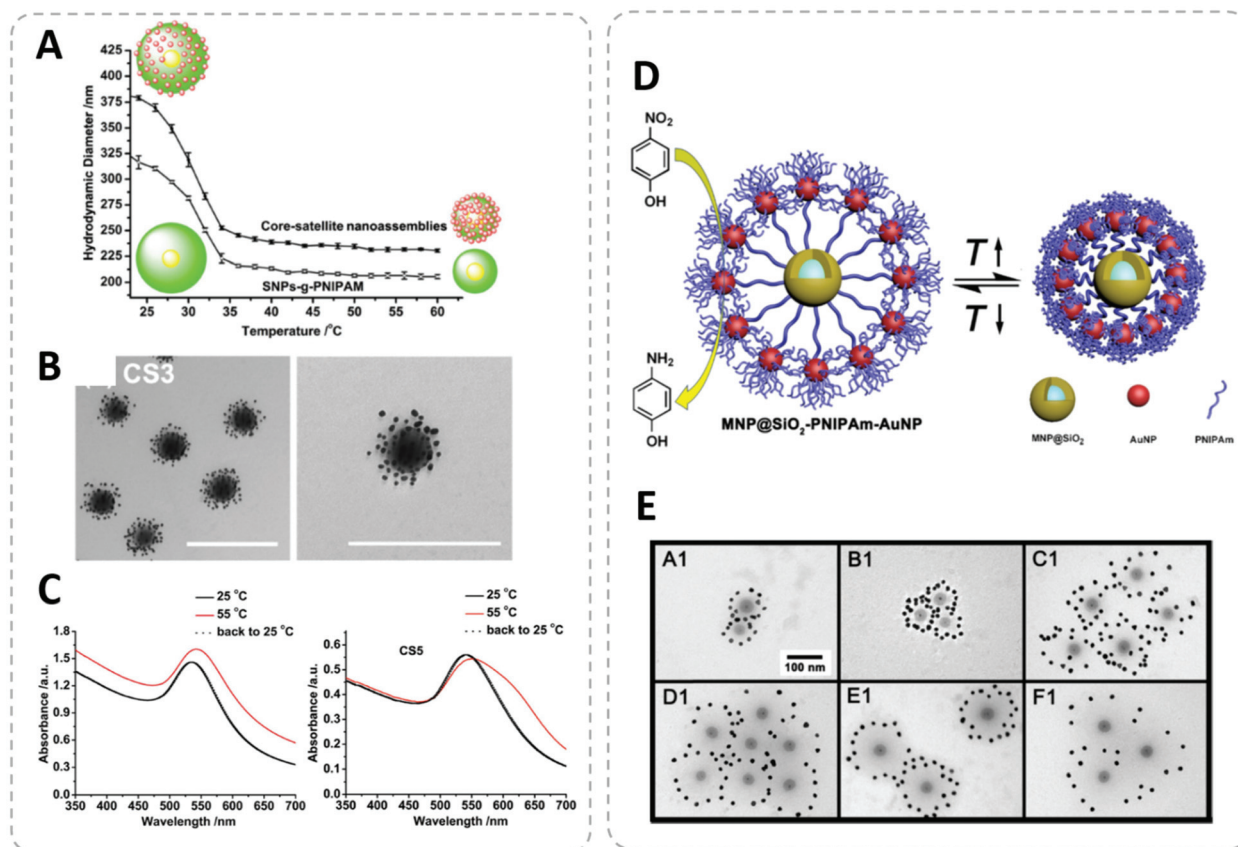 A
Hydrodynamic Diameter /nm
425
400
375
350
325
300
275
250
225
200
Core-satellite nanoassemblies
SNPs-g-PNIPAM
25 30 35 40 45 50 55 60
Temperature /°C
B
CS3
C
25 °C
55 °C
back to 25 °C
Absorbance /a.u.
1.8
1.5
1.2
0.9
0.6
0.3
0.0
350 400 450 500 550 600 650 700
Wavelength /nm
25 °C
55 °C
back to 25 °C
CS5
Absorbance /a.u.
0.6
0.5
0.4
0.3
0.2
0.1
0.0
350 400 450 500 550 600 650 700
Wavelength /nm
D
NO2
OH
NH2
OH
MNP@SiO2-PNIPAm-AuNP
T
T
MNP@SiO2 AuNP PNIPAm
E
A1 B1 C1
100 nm
D1 E1 F1